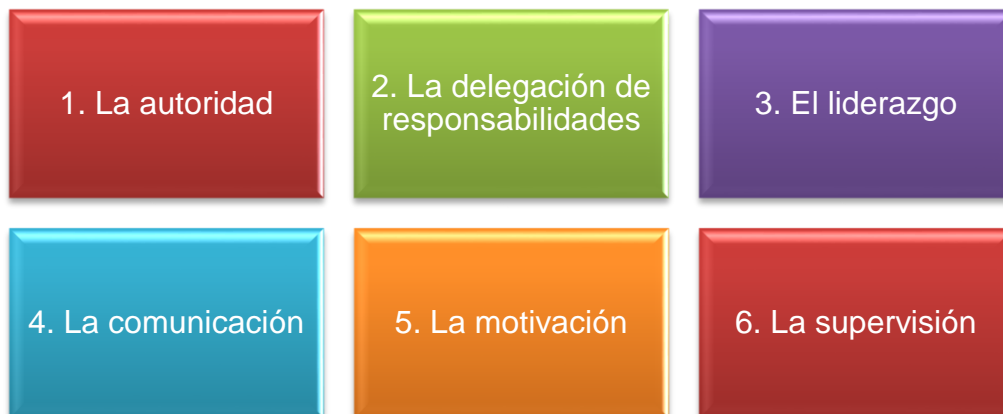 1. La autoridad
2. La delegación de
responsabilidades
3. El liderazgo
4. La comunicación
5. La motivación
6. La supervisión